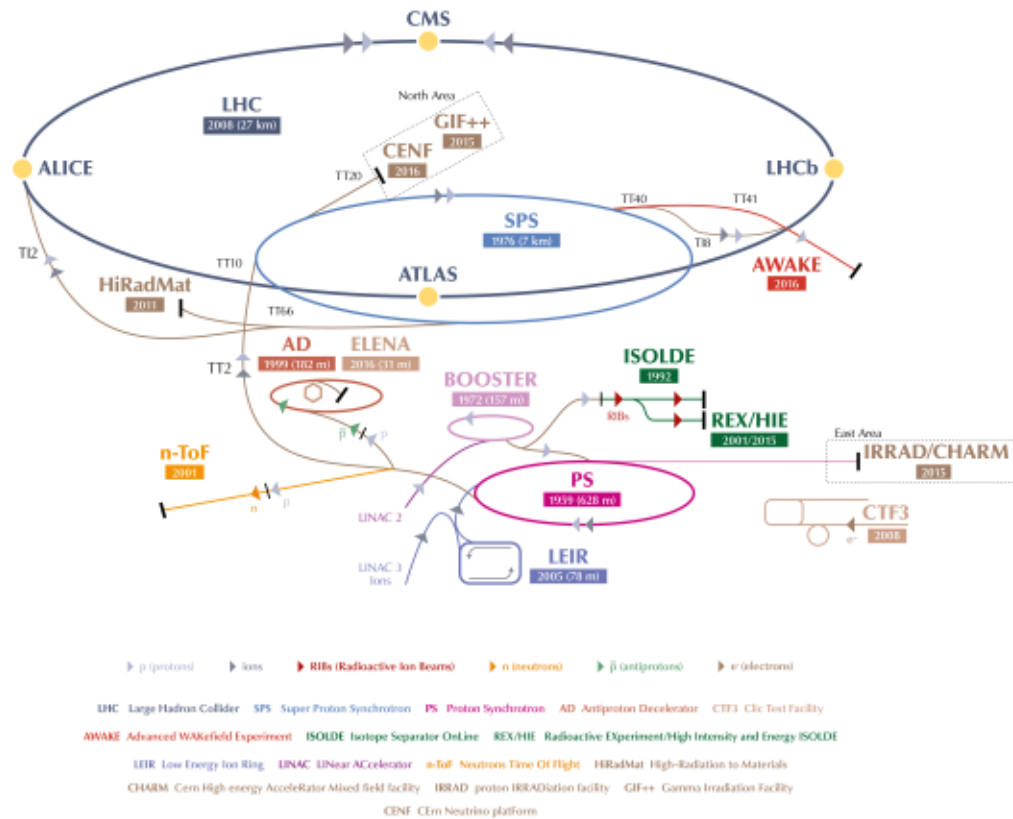 CMS
North Area
LHC
2008 (27 km)
GIF++
2015
CENF
2016
ALICE
LHCb
TT20
TT40
TT41
SPS
1976 (7 km)
TI8
TI2
TT10
AWAKE
2016
HiRadMat
2011
ATLAS
TT66
AD
1999 (182 m)
ELENA
2016 (31 m)
TT2
ISOLDE
1992
BOOSTER
1972 (157 m)
RIBs
REX/HIE
2001/2015
p̄
p
East Area
n-ToF
2001
IRRAD/CHARM
2015
PS
1959 (628 m)
n
p
LINAC 2
CTF3
2008
e-
LEIR
2005 (78 m)
LINAC 3
Ions
p (protons) ions RIBs (Radioactive Ion Beams) n (neutrons) p̄ (antiprotons) e- (electrons)
LHC Large Hadron Collider SPS Super Proton Synchrotron PS Proton Synchrotron AD Antiproton Decelerator CTF3 Clic Test Facility
AWAKE Advanced WAKefield Experiment ISOLDE Isotope Separator OnLine REX/HIE Radioactive EXperiment/High Intensity and Energy ISOLDE
LEIR Low Energy Ion Ring LINAC LINear ACcelerator n-ToF Neutrons Time Of Flight HiRadMat High-Radiation to Materials
CHARM Cern High energy AcceleRator Mixed field facility IRRAD proton IRRADiation facility GIF++ Gamma Irradiation Facility
CENF CErn Neutrino platForm